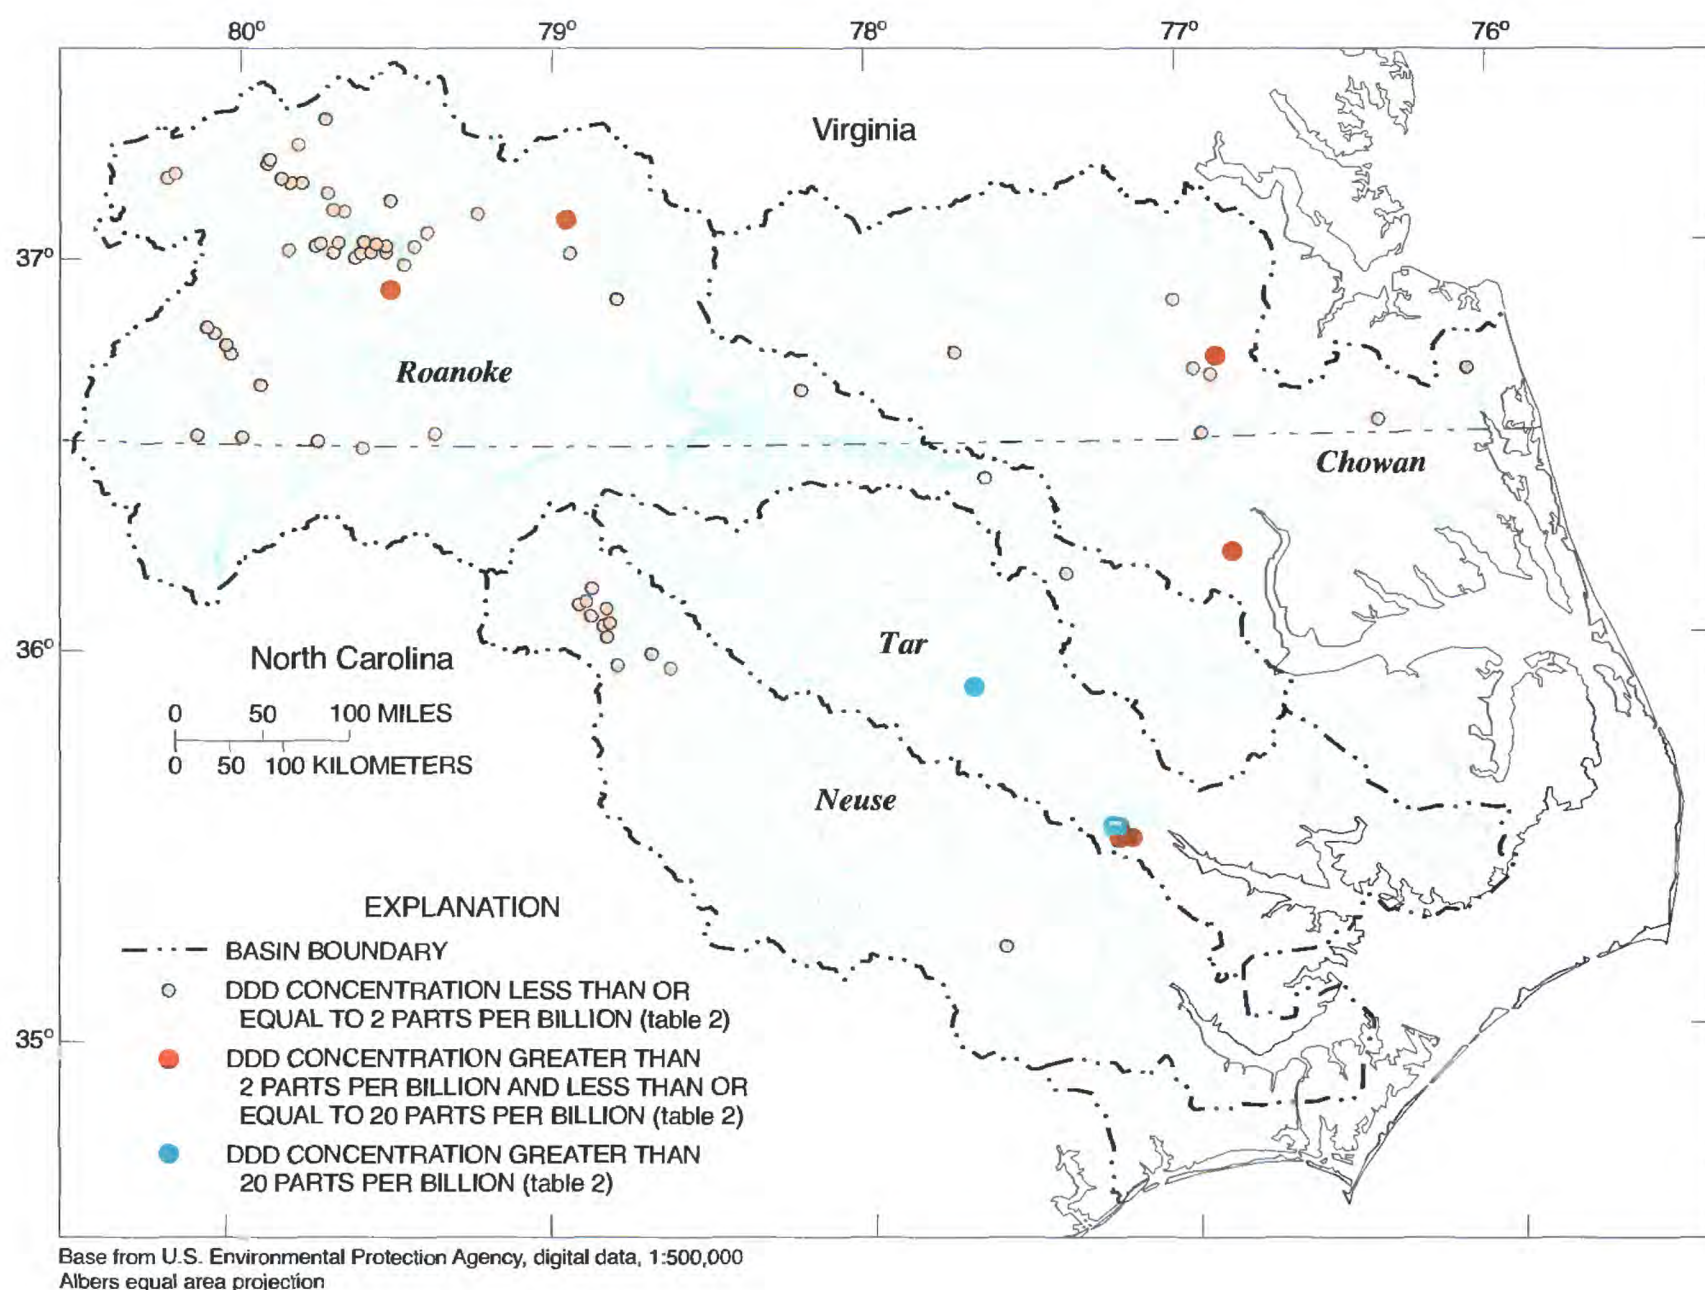 80° 79° 78° 77° 76°
Virginia
37°
Roanoke
Chowan
36°
North Carolina
Tar
0 50 100 MILES
0 50 100 KILOMETERS
Neuse
EXPLANATION
BASIN BOUNDARY
DDD CONCENTRATION LESS THAN OR
EQUAL TO 2 PARTS PER BILLION (table 2)
35°
DDD CONCENTRATION GREATER THAN
2 PARTS PER BILLION AND LESS THAN OR
EQUAL TO 20 PARTS PER BILLION (table 2)
DDD CONCENTRATION GREATER THAN
20 PARTS PER BILLION (table 2)
Base from U.S. Environmental Protection Agency, digital data, 1:500,000
Albers equal area projection